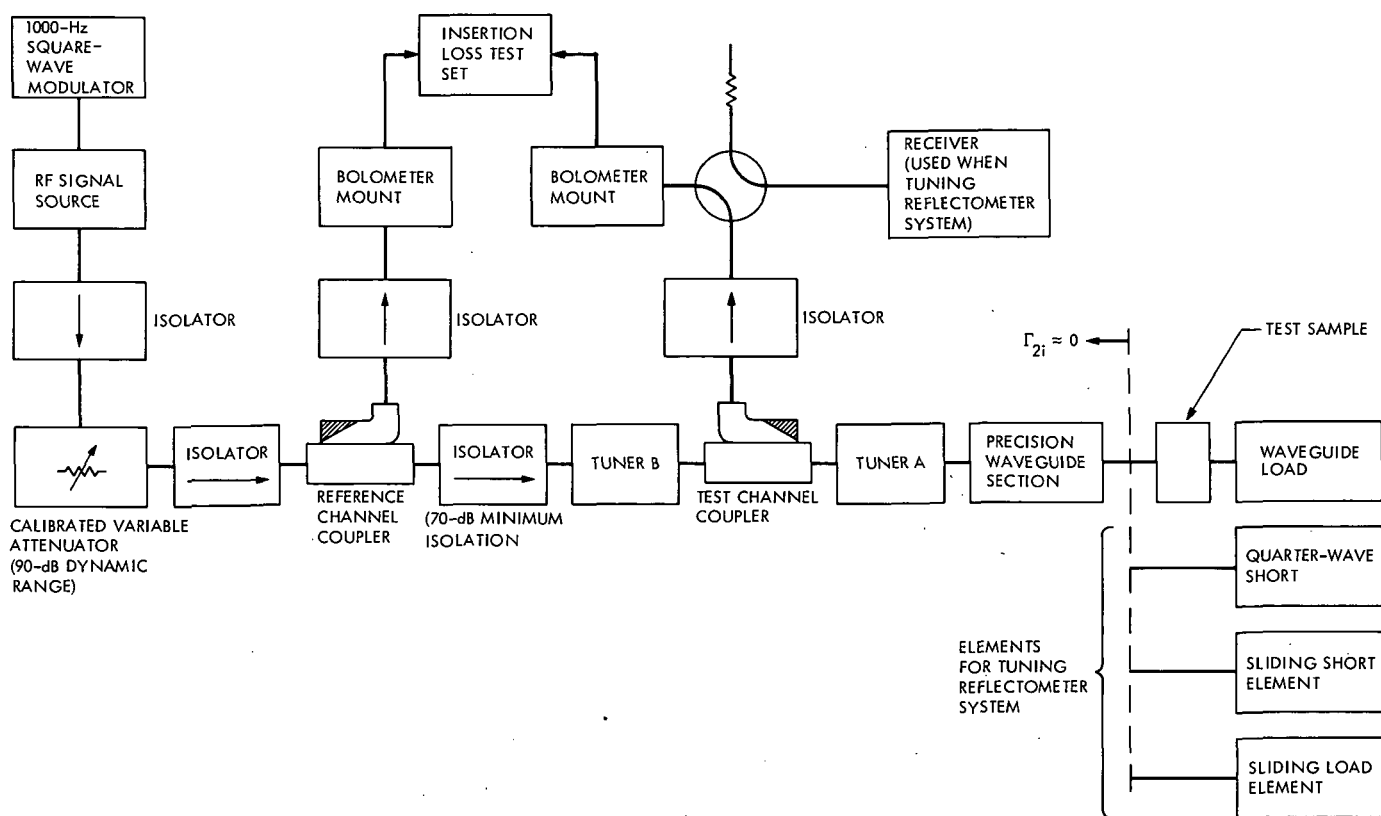 1000-Hz
SQUARE-
WAVE
MODULATOR
INSERTION
LOSS TEST
SET
RF SIGNAL
SOURCE
BOLOMETER
MOUNT
BOLOMETER
MOUNT
RECEIVER
(USED WHEN
TUNING
REFLECTOMETER
SYSTEM)
ISOLATOR
ISOLATOR
ISOLATOR
Γ2i ≈ 0
TEST SAMPLE
ISOLATOR
ISOLATOR
TUNER B
TUNER A
PRECISION
WAVEGUIDE
SECTION
WAVEGUIDE
LOAD
CALIBRATED VARIABLE
ATTENUATOR
(90-dB DYNAMIC
RANGE)
REFERENCE
CHANNEL
COUPLER
(70-dB MINIMUM
ISOLATION
TEST CHANNEL
COUPLER
QUARTER-WAVE
SHORT
ELEMENTS
FOR TUNING
REFLECTOMETER
SYSTEM
SLIDING SHORT
ELEMENT
SLIDING LOAD
ELEMENT